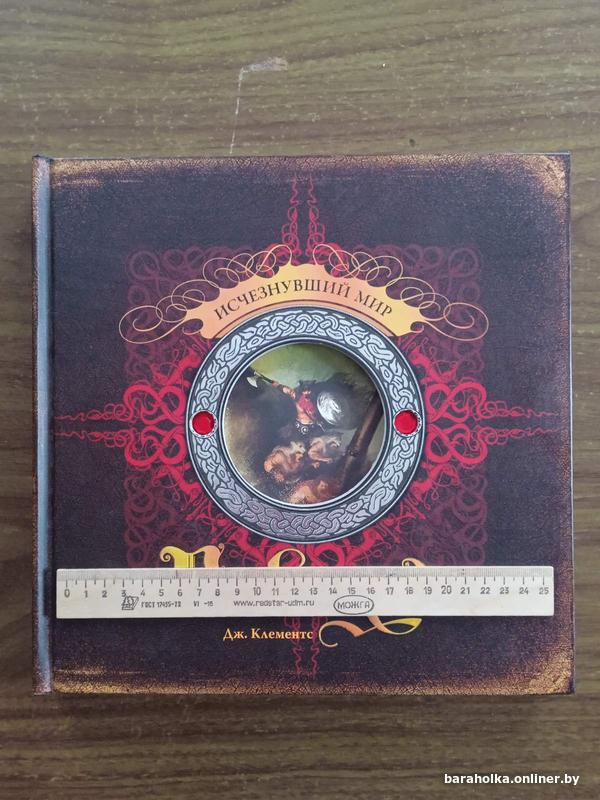 ИСЧЕЗНУВШИЙ МИР
0 1 2 3 4 5 6 7 8 9 10 11 12 13 14 15 16 17 18 19 20 21 22 23 24 25
ГОСТ 17435-72 VI -15 www.redstar-udm.ru МОЖГА
Дж. Клементс
baraholka.onliner.by